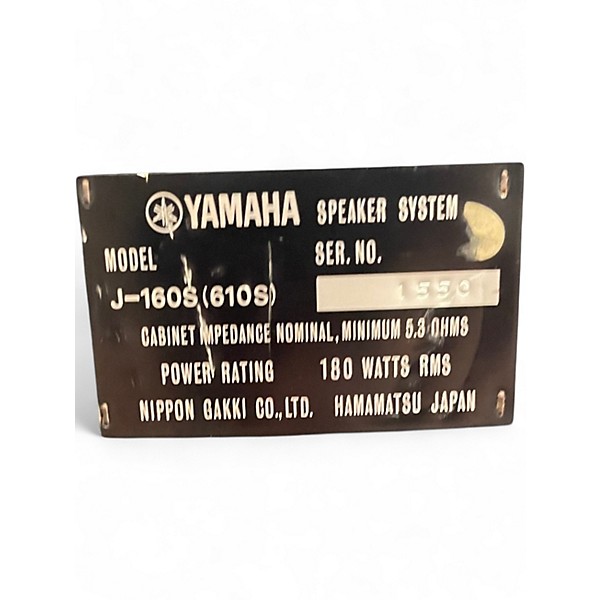 YAMAHA SPEAKER SYSTEM
MODEL SER. NO.
J-160S(610S)
CABINET IMPEDANCE NOMINAL, MINIMUM 5.3 OHMS
POWER RATING 180 WATTS RMS
NIPPON GAKKI CO., LTD. HAMAMATSU JAPAN